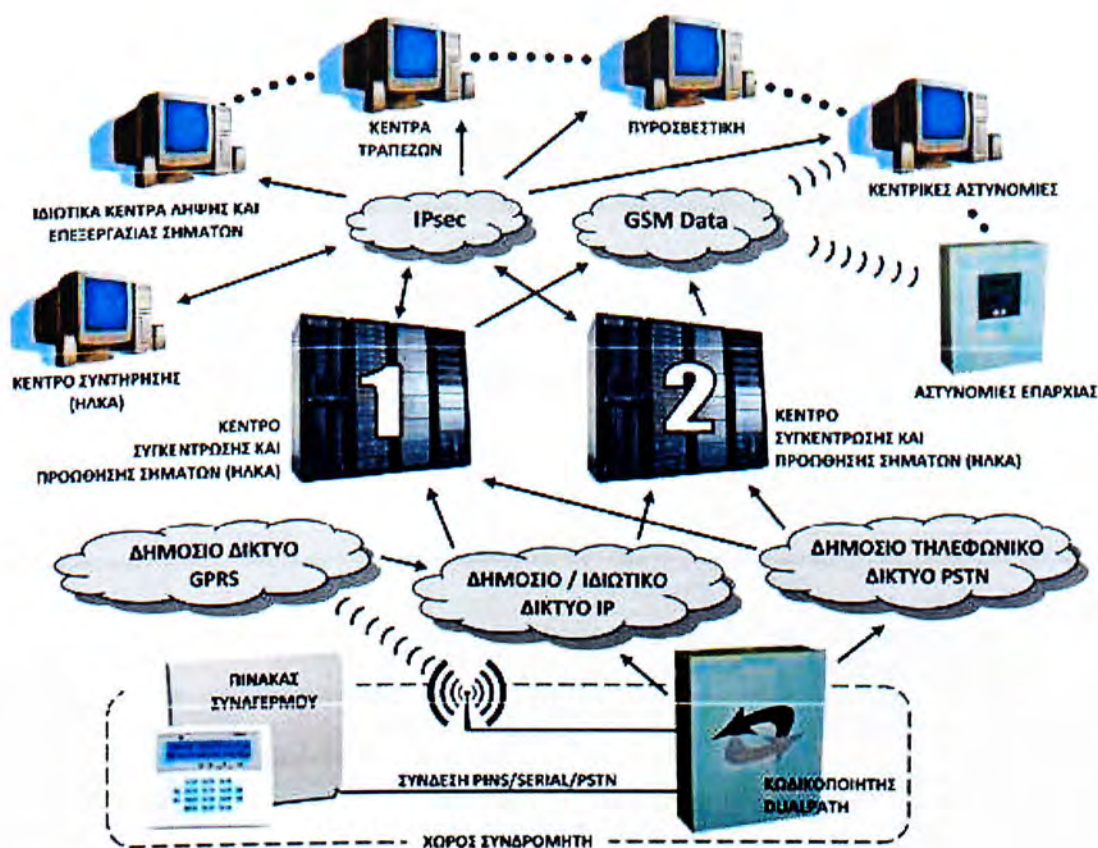 ΚΕΝΤΡΑ
ΤΡΑΠΕΖΩΝ
ΠΥΡΟΣΒΕΣΤΙΚΗ
ΙΔΙΩΤΙΚΑ ΚΕΝΤΡΑ ΛΗΨΗΣ ΚΑΙ
ΕΠΕΞΕΡΓΑΣΙΑΣ ΣΗΜΑΤΩΝ
ΚΕΝΤΡΙΚΕΣ ΑΣΤΥΝΟΜΙΕΣ
IPsec
GSM Data
ΚΕΝΤΡΟ ΣΥΝΤΗΡΗΣΗΣ
(ΗΛΚΑ)
ΑΣΤΥΝΟΜΙΕΣ ΕΠΑΡΧΙΑΣ
1
2
ΚΕΝΤΡΟ
ΣΥΓΚΕΝΤΡΩΣΗΣ ΚΑΙ
ΠΡΟΩΘΗΣΗΣ ΣΗΜΑΤΩΝ (ΗΛΚΑ)
ΚΕΝΤΡΟ
ΣΥΓΚΕΝΤΡΩΣΗΣ ΚΑΙ
ΠΡΟΩΘΗΣΗΣ ΣΗΜΑΤΩΝ (ΗΛΚΑ)
ΔΗΜΟΣΙΟ ΔΙΚΤΥΟ
GPRS
ΔΗΜΟΣΙΟ / ΙΔΙΩΤΙΚΟ
ΔΙΚΤΥΟ IP
ΔΗΜΟΣΙΟ ΤΗΛΕΦΩΝΙΚΟ
ΔΙΚΤΥΟ PSTN
ΠΙΝΑΚΑΣ
ΣΥΝΑΓΕΡΜΟΥ
ΣΥΝΔΕΣΗ PINS/SERIAL/PSTN
ΚΩΔΙΚΟΠΟΙΗΤΗΣ
DUALPATH
ΧΩΡΟΣ ΣΥΝΔΡΟΜΗΤΗ